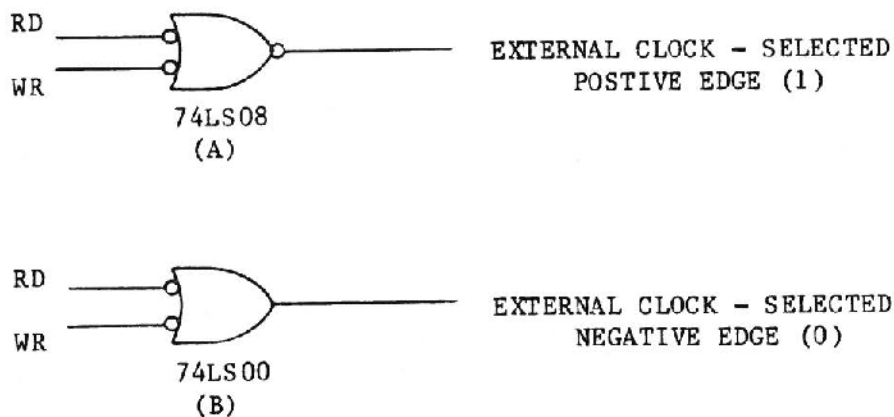 RD
WR
74LS08
(A)
EXTERNAL CLOCK - SELECTED
POSTIVE EDGE (1)
RD
WR
74LS00
(B)
EXTERNAL CLOCK - SELECTED
NEGATIVE EDGE (0)